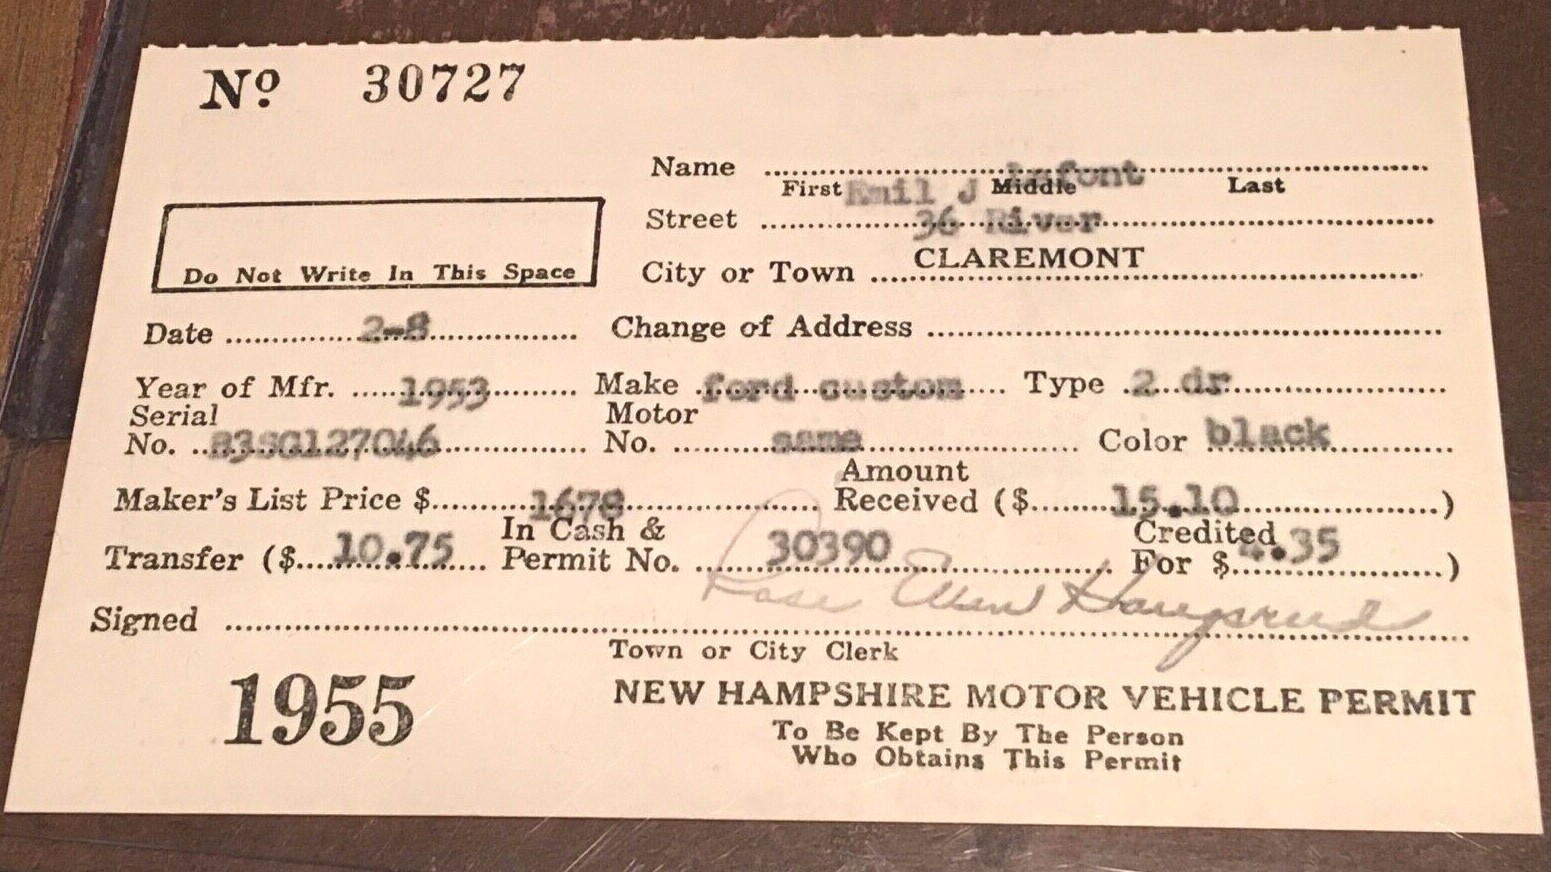 No. 30727
Name Lafont
First Emil J Middle Last
Street 36 River
Do Not Write In This Space
City or Town CLAREMONT
Date 2-8 Change of Address
Year of Mfr. 1953 Make ford custom Type 2 dr
Serial Motor
No. B3SG127046 No. same Color black
Amount
Maker's List Price $ 1678 Received ($ 15.10 )
In Cash & Credited
Transfer ($ 10.75 Permit No. 30390 For $ 4.35 )
Signed Rose Ellen
Town or City Clerk
1955 NEW HAMPSHIRE MOTOR VEHICLE PERMIT
To Be Kept By The Person
Who Obtains This Permit